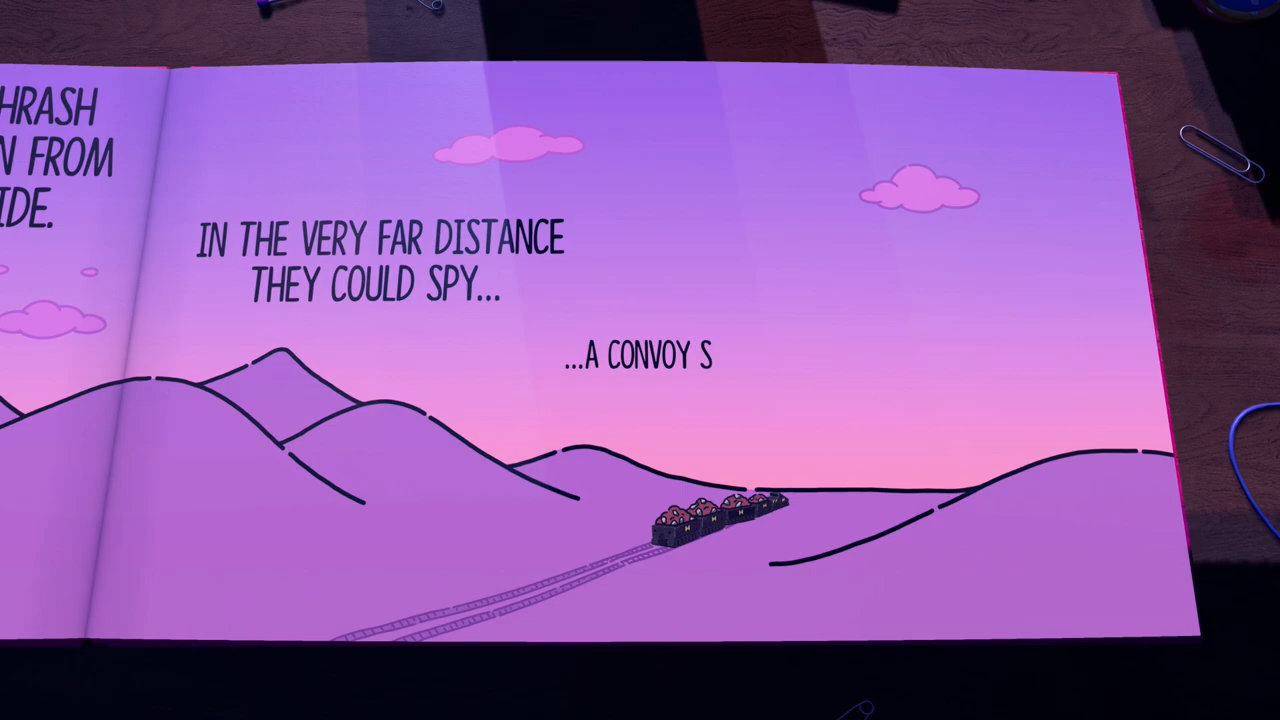 HRASH
N FROM
IDE.
IN THE VERY FAR DISTANCE
THEY COULD SPY...
...A CONVOY S